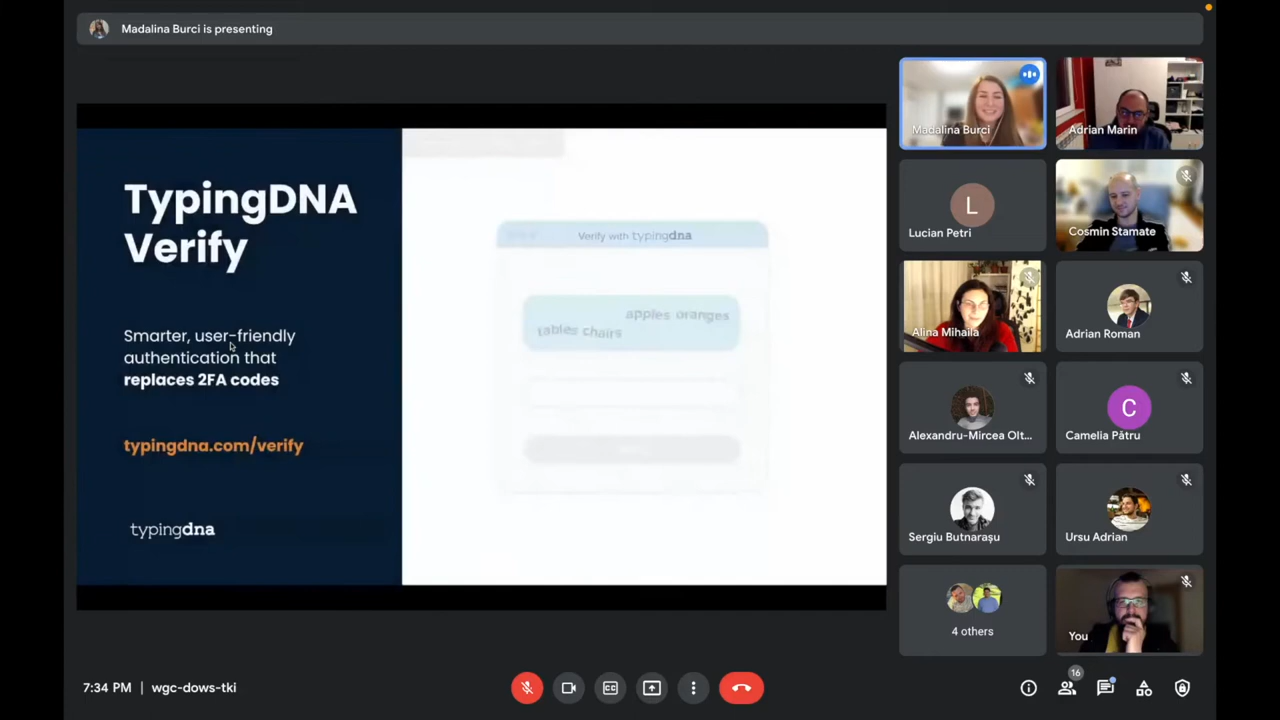 Madalina Burci is presenting
TypingDNA
Verify
Smarter, user-friendly
authentication that
replaces 2FA codes
typingdna.com/verify
typingdna
Verify with typingdna
apples oranges
tables chairs
Madalina Burci
Adrian Marin
L
Lucian Petri
Cosmin Stamate
Alina Mihaila
Adrian Roman
Alexandru-Mircea Olt...
C
Camelia Pătru
Sergiu Butnarașu
Ursu Adrian
4 others
You
7:34 PM | wgc-dows-tki
CC
16